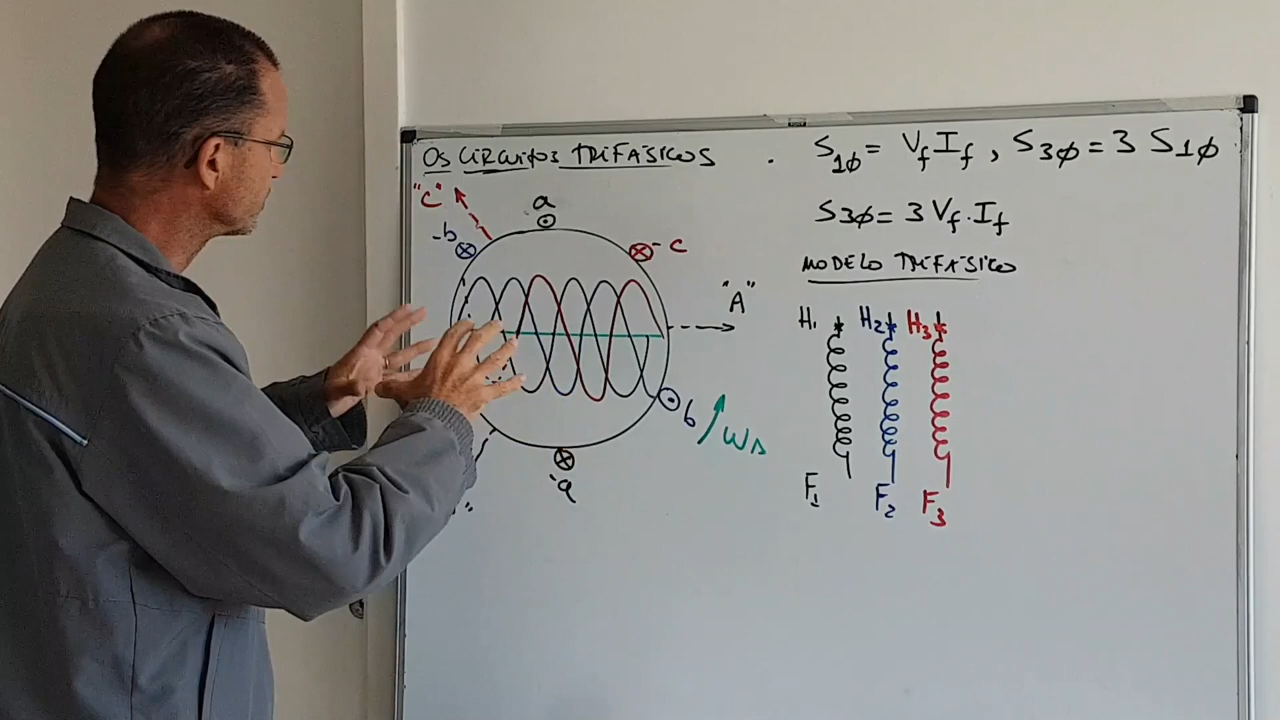 OS CIRCUITOS TRIFÁSICOS
S1ϕ = Vf If , S3ϕ = 3 S1ϕ
S3ϕ = 3 Vf . If
MODELO TRIFÁSICO
"C"
a
-b
-c
"A"
b
ωs
-a
H1 H2 H3
F1 F2 F3